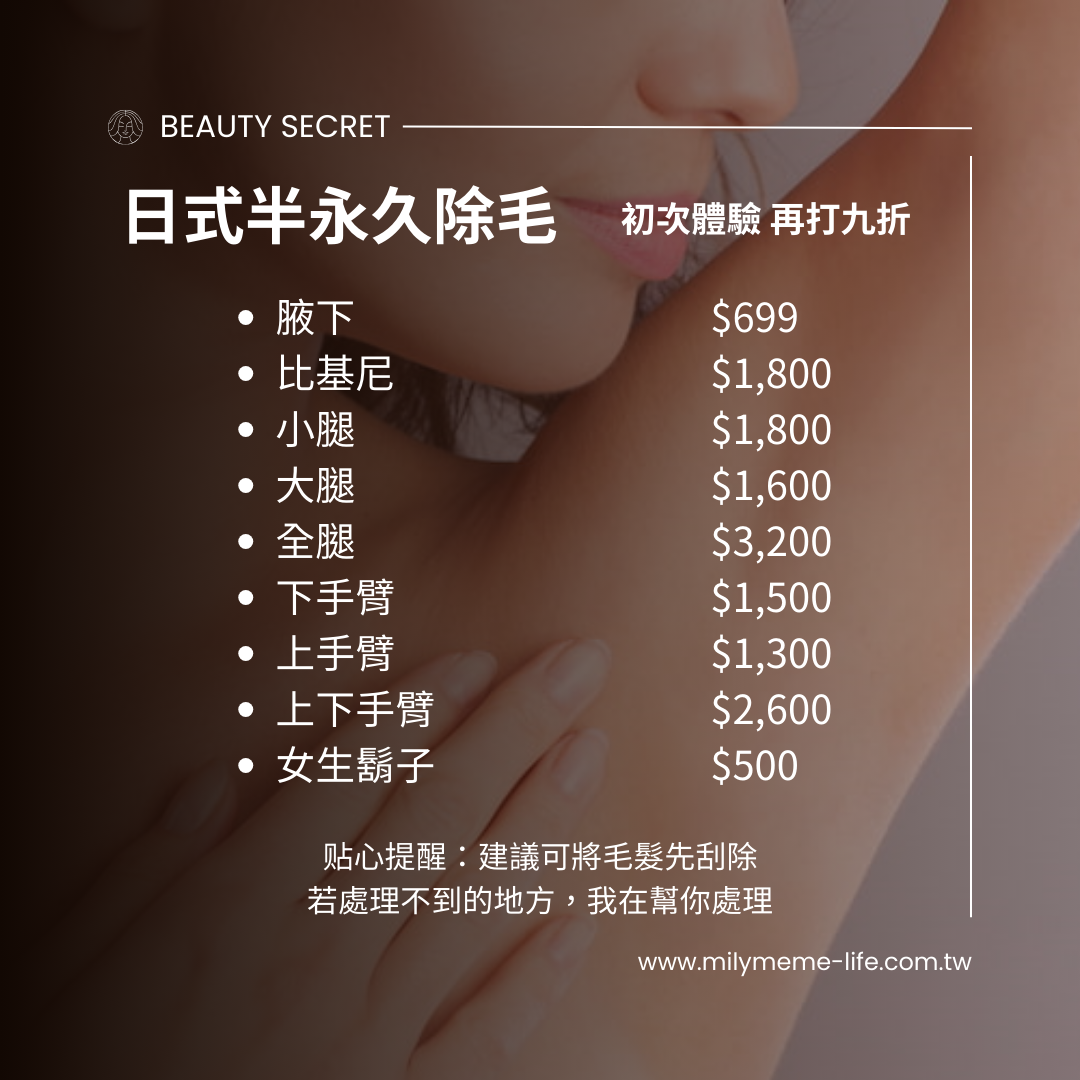 BEAUTY SECRET
日式半永久除毛 初次體驗 再打九折
• 腋下 $699
• 比基尼 $1,800
• 小腿 $1,800
• 大腿 $1,600
• 全腿 $3,200
• 下手臂 $1,500
• 上手臂 $1,300
• 上下手臂 $2,600
• 女生鬍子 $500
贴心提醒：建議可將毛髮先刮除
若處理不到的地方，我在幫你處理
www.milymeme-life.com.tw